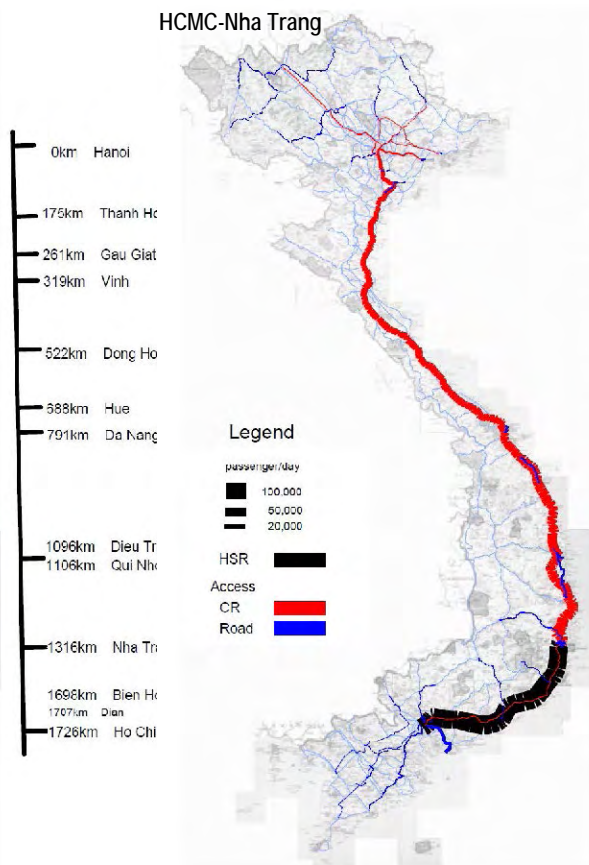 HCMC-Nha Trang
0km Hanoi
175km Thanh Ho
261km Gau Giat
319km Vinh
522km Dong Ho
688km Hue
791km Da Nang
1096km Dieu Tr
1106km Qui Nho
1316km Nha Tra
1698km Bien Ho
1707km Dian
1726km Ho Chi
Legend
passenger/day
100,000
50,000
20,000
HSR
Access
CR
Road